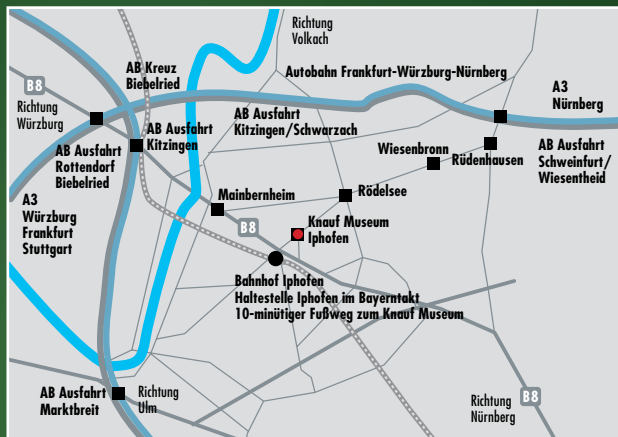 Richtung
Volkach
B8
Richtung
Würzburg
AB Kreuz
Biebelried
Autobahn Frankfurt-Würzburg-Nürnberg
A3
Nürnberg
AB Ausfahrt
Rottendorf
Biebelried
AB Ausfahrt
Kitzingen
AB Ausfahrt
Kitzingen/Schwarzach
Wiesenbronn
Rüdenhausen
AB Ausfahrt
Schweinfurt/
Wiesentheid
A3
Würzburg
Frankfurt
Stuttgart
Mainbernheim
Rödelsee
B8
Knauf Museum
Iphofen
Bahnhof Iphofen
Haltestelle Iphofen im Bayerntakt
10-minütiger Fußweg zum Knauf Museum
AB Ausfahrt
Marktbreit
Richtung
Ulm
Richtung
Nürnberg
B8